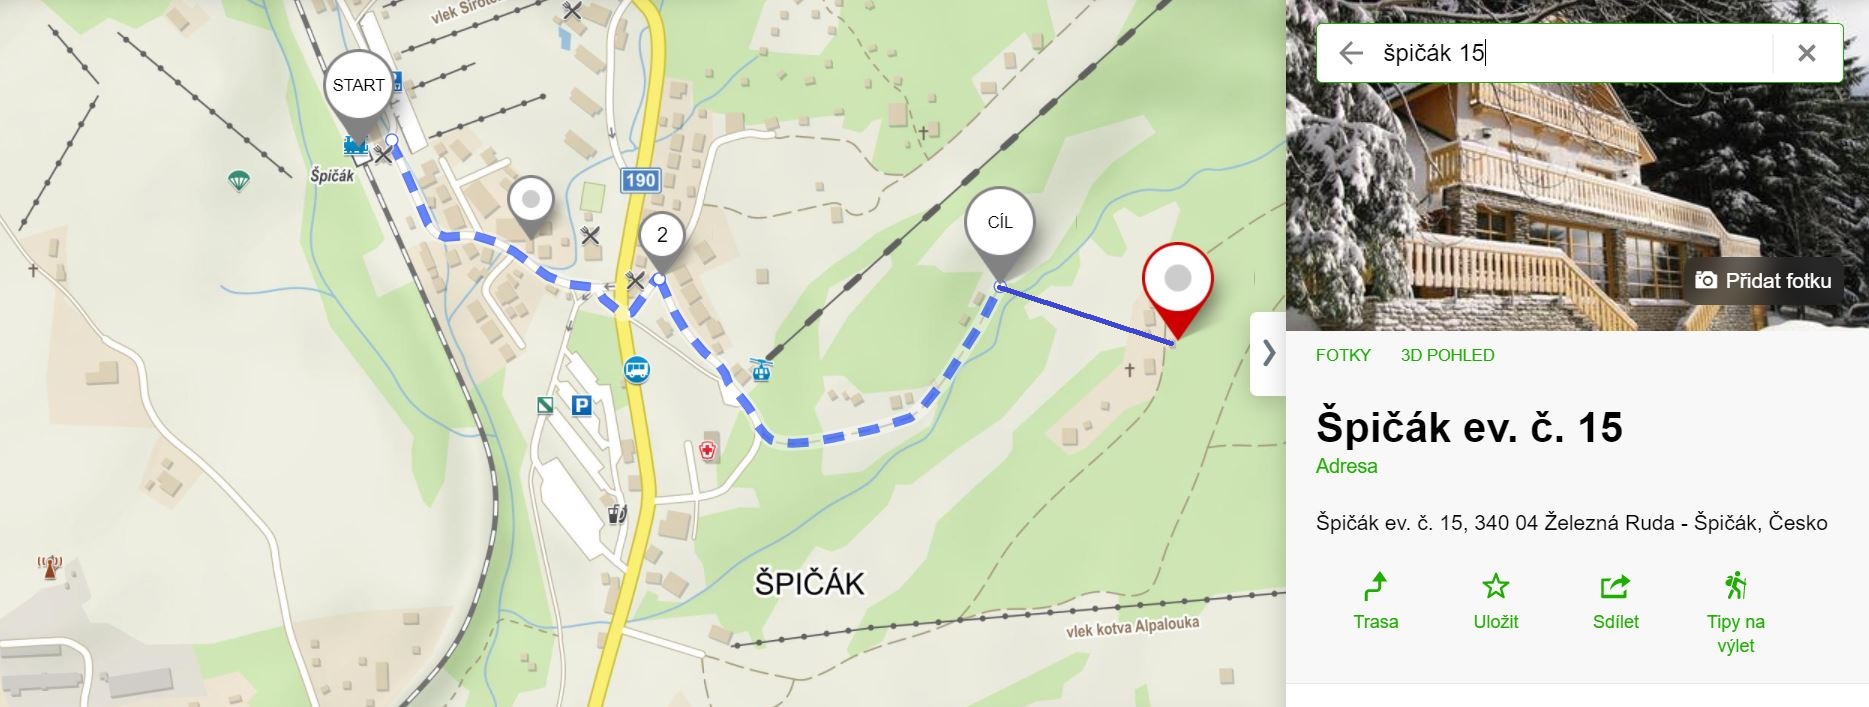 vlek Sirotek
START
Špičák
190
2
CÍL
P
ŠPIČÁK
vlek kotva Alpalouka
špičák 15
Přidat fotku
FOTKY 3D POHLED
Špičák ev. č. 15
Adresa
Špičák ev. č. 15, 340 04 Železná Ruda - Špičák, Česko
Trasa Uložit Sdílet Tipy na
výlet